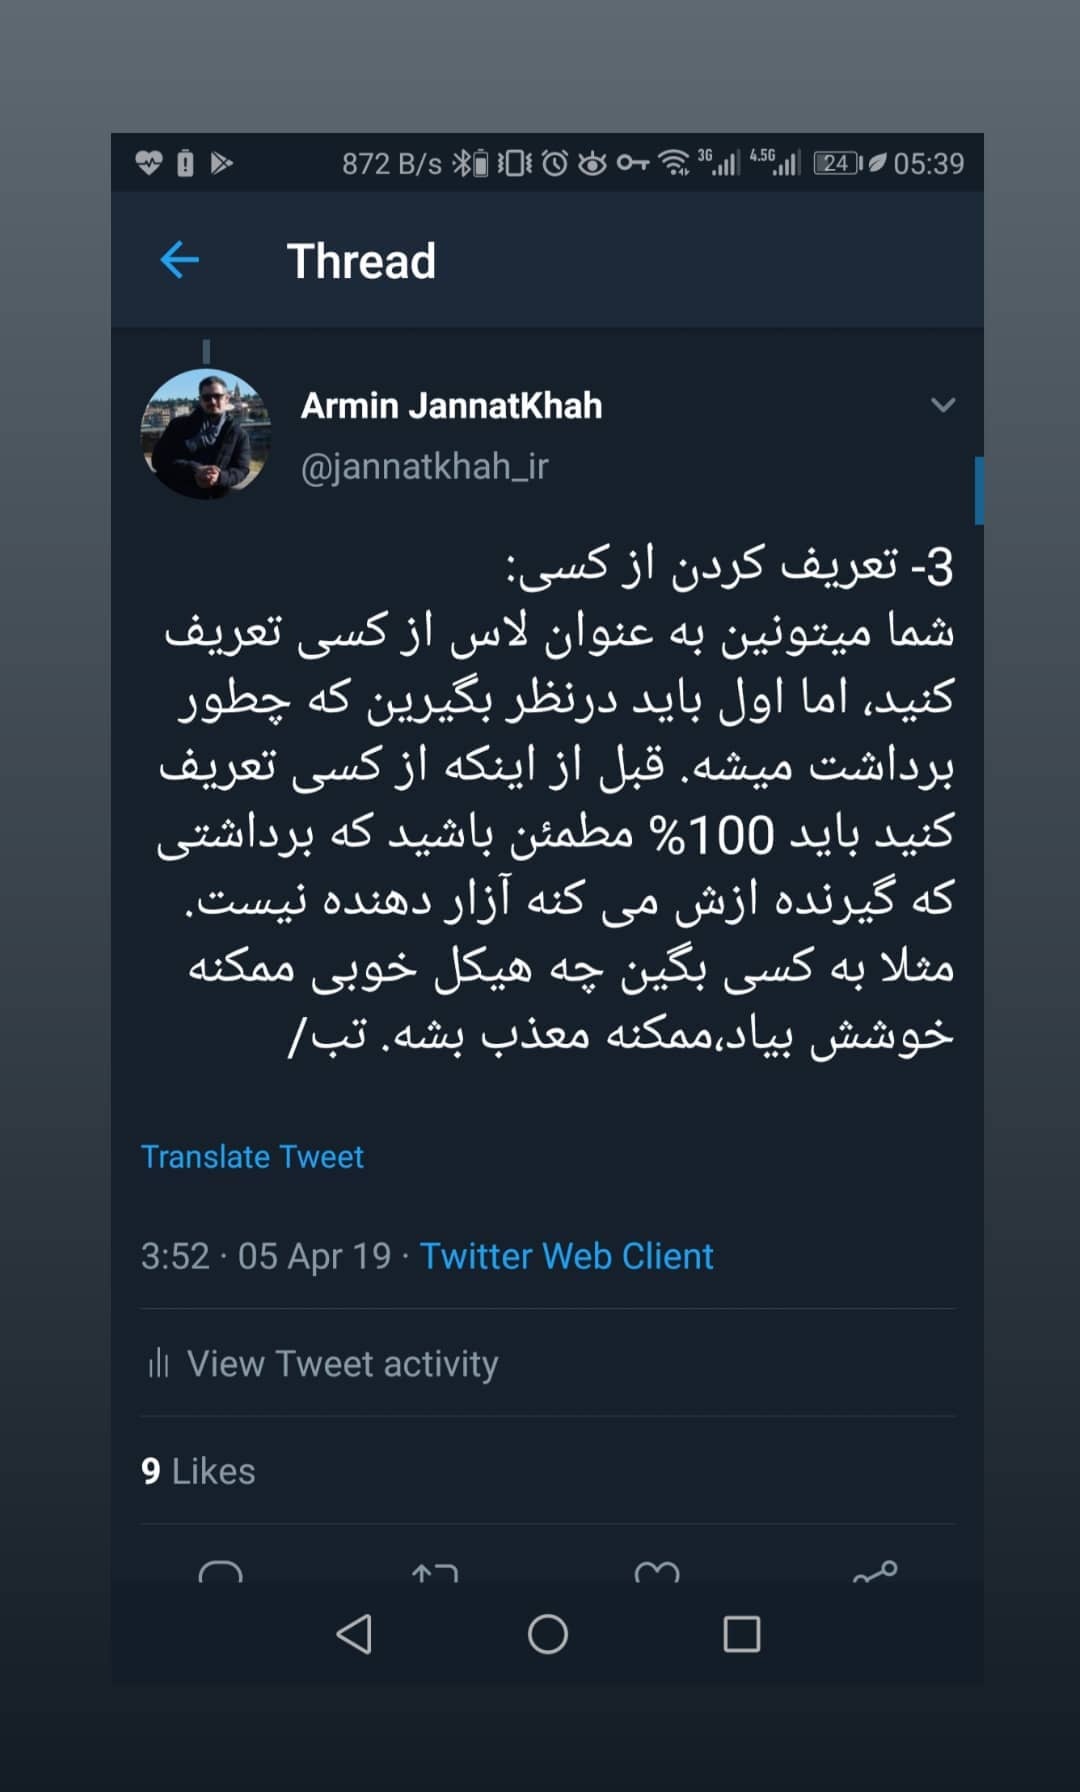 872 B/s 3G 4.5G 24 05:39
Thread
Armin JannatKhah
@jannatkhah_ir
3- تعریف کردن از کسی:
شما میتونین به عنوان لاس از کسی تعریف
کنید، اما اول باید درنظر بگیرین که چطور
برداشت میشه. قبل از اینکه از کسی تعریف
کنید باید 100% مطمئن باشید که برداشتی
که گیرنده ازش می کنه آزار دهنده نیست.
مثلا به کسی بگین چه هیکل خوبی ممکنه
خوشش بیاد،ممکنه معذب بشه. تب/
Translate Tweet
3:52 · 05 Apr 19 · Twitter Web Client
View Tweet activity
9 Likes